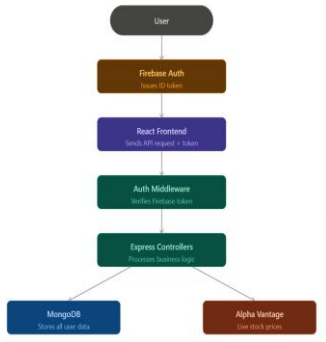 User
Firebase Auth
Issues ID token
React Frontend
Sends API request + token
Auth Middleware
Verifies Firebase token
Express Controllers
Processes business logic
MongoDB
Stores all user data
Alpha Vantage
Live stock prices